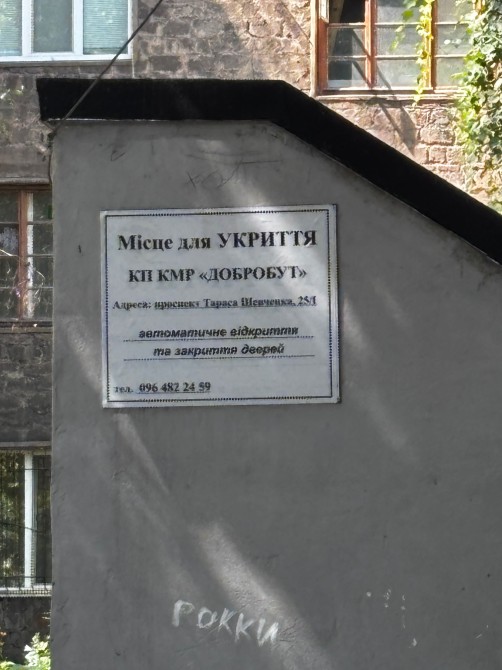 Місце для УКРИТТЯ
КП КМР «ДОБРОБУТ»
Адреса: проспект Тараса Шевченка, 25Д
автоматичне відкриття
та закриття дверей
тел. 096 482 24 59
РОККИ